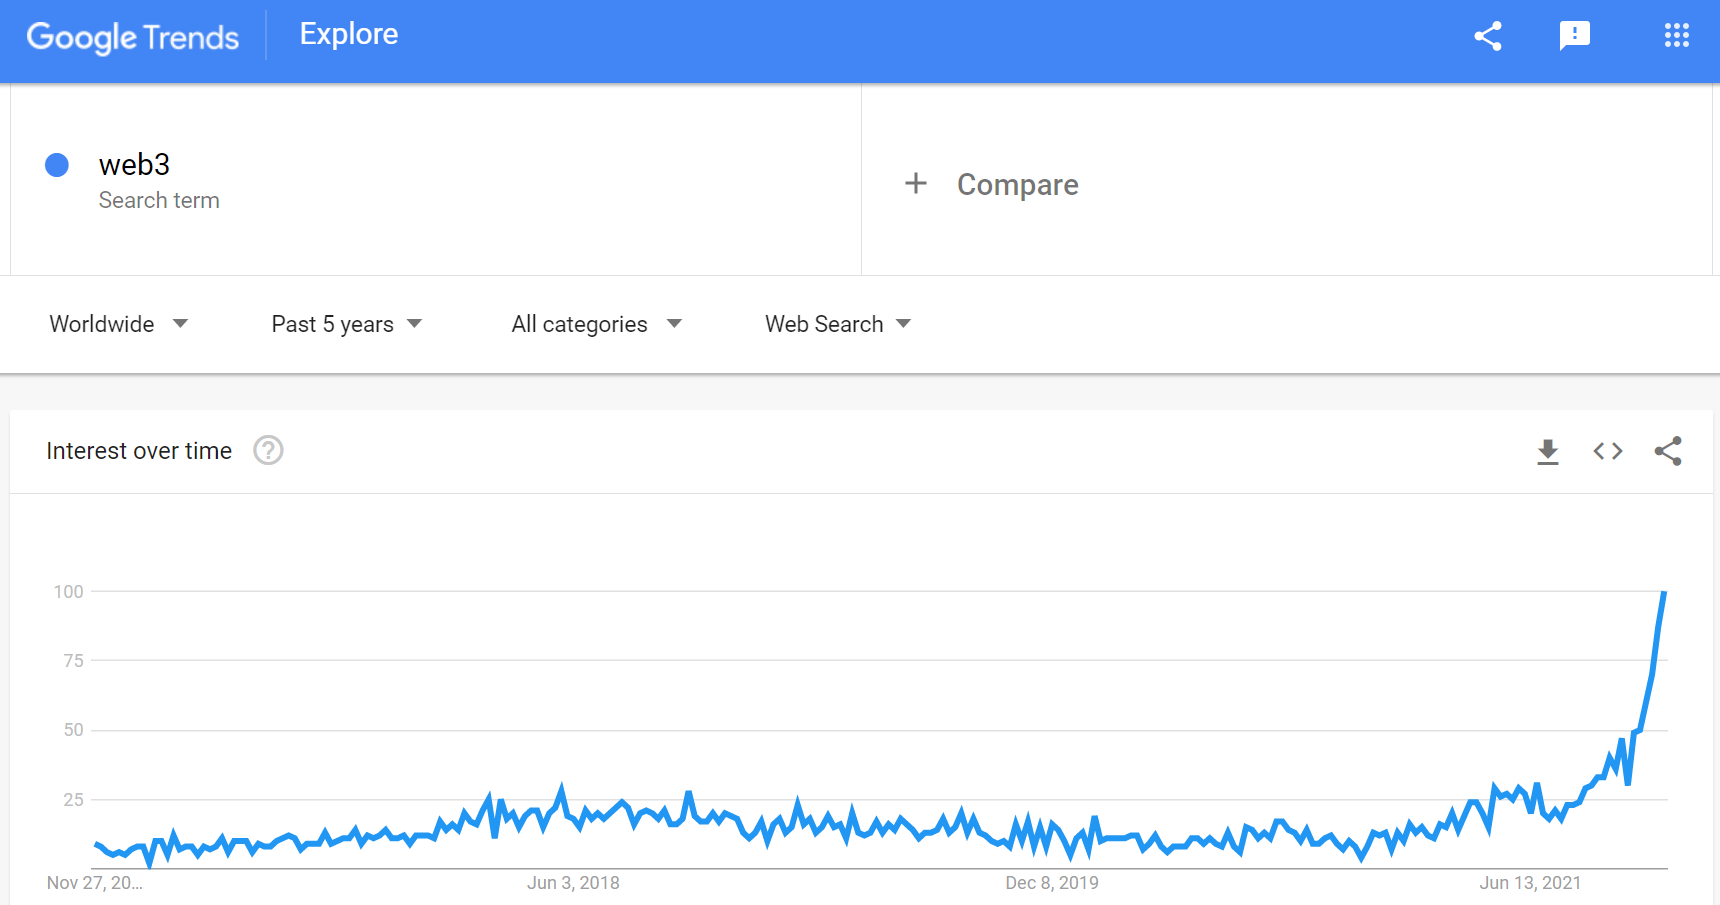 Google Trends Explore
web3
Search term
Compare
Worldwide Past 5 years All categories Web Search
Interest over time
100
75
50
25
Nov 27, 20... Jun 3, 2018 Dec 8, 2019 Jun 13, 2021